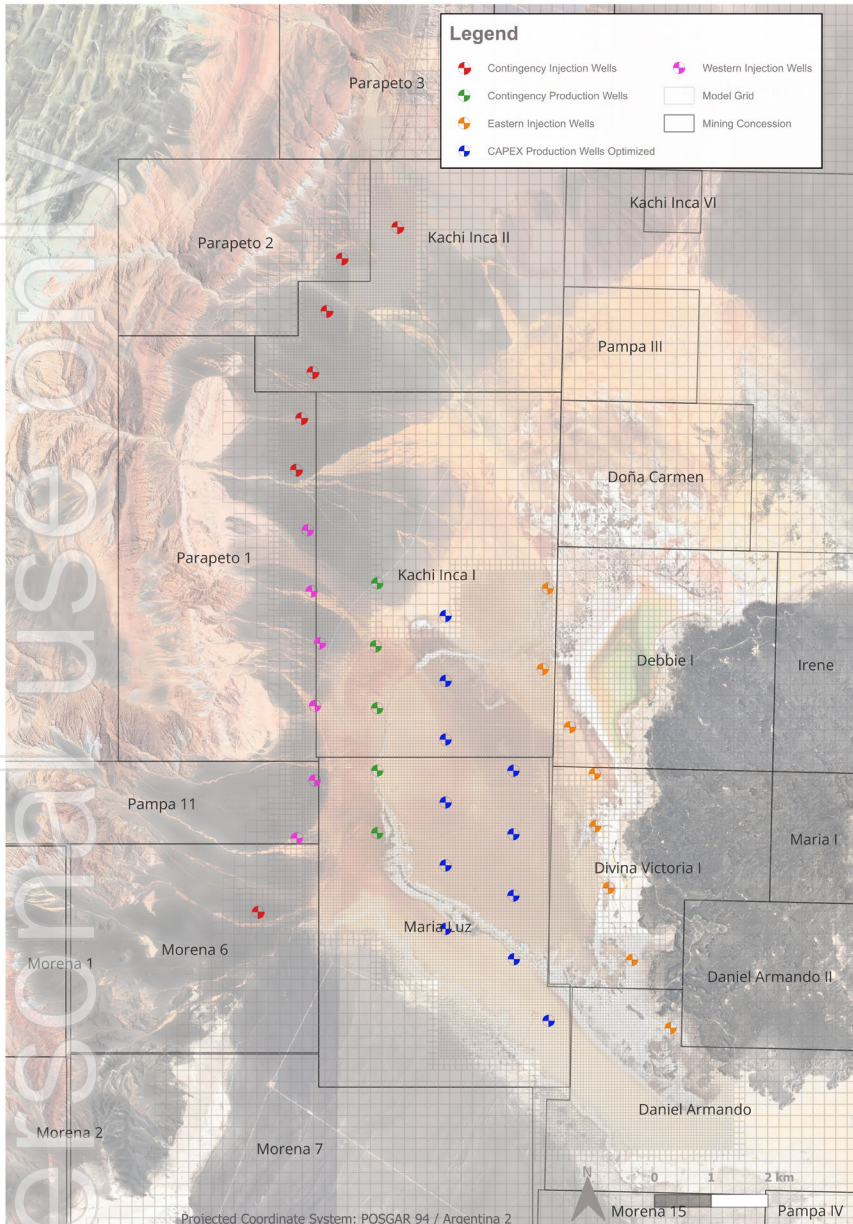 Legend
Contingency Injection Wells
Western Injection Wells
Contingency Production Wells
Model Grid
Eastern Injection Wells
Mining Concession
CAPEX Production Wells Optimized
Parapeto 3
Kachi Inca VI
Parapeto 2
Kachi Inca II
Pampa III
Doña Carmen
Parapeto 1
Kachi Inca I
Debbie I
Irene
Pampa 11
Maria I
Divina Victoria I
Maria Luz
Morena 6
Morena 1
Daniel Armando II
Daniel Armando
Morena 2
Morena 7
N
0 1 2 km
Morena 15
Pampa IV
Projected Coordinate System: POSGAR 94 / Argentina 2
ersonal use only